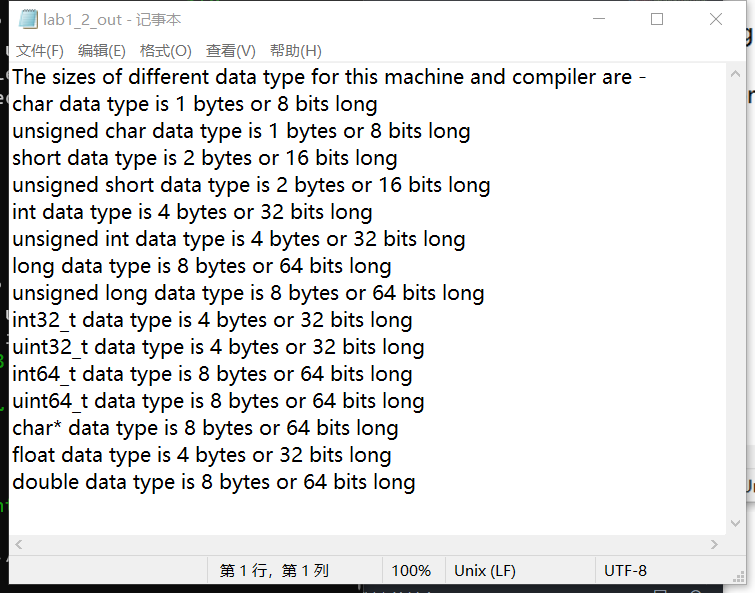 lab1_2_out - 记事本
文件(F) 编辑(E) 格式(O) 查看(V) 帮助(H)
The sizes of different data type for this machine and compiler are -
char data type is 1 bytes or 8 bits long
unsigned char data type is 1 bytes or 8 bits long
short data type is 2 bytes or 16 bits long
unsigned short data type is 2 bytes or 16 bits long
int data type is 4 bytes or 32 bits long
unsigned int data type is 4 bytes or 32 bits long
long data type is 8 bytes or 64 bits long
unsigned long data type is 8 bytes or 64 bits long
int32_t data type is 4 bytes or 32 bits long
uint32_t data type is 4 bytes or 32 bits long
int64_t data type is 8 bytes or 64 bits long
uint64_t data type is 8 bytes or 64 bits long
char* data type is 8 bytes or 64 bits long
float data type is 4 bytes or 32 bits long
double data type is 8 bytes or 64 bits long
第 1 行，第 1 列 100% Unix (LF) UTF-8